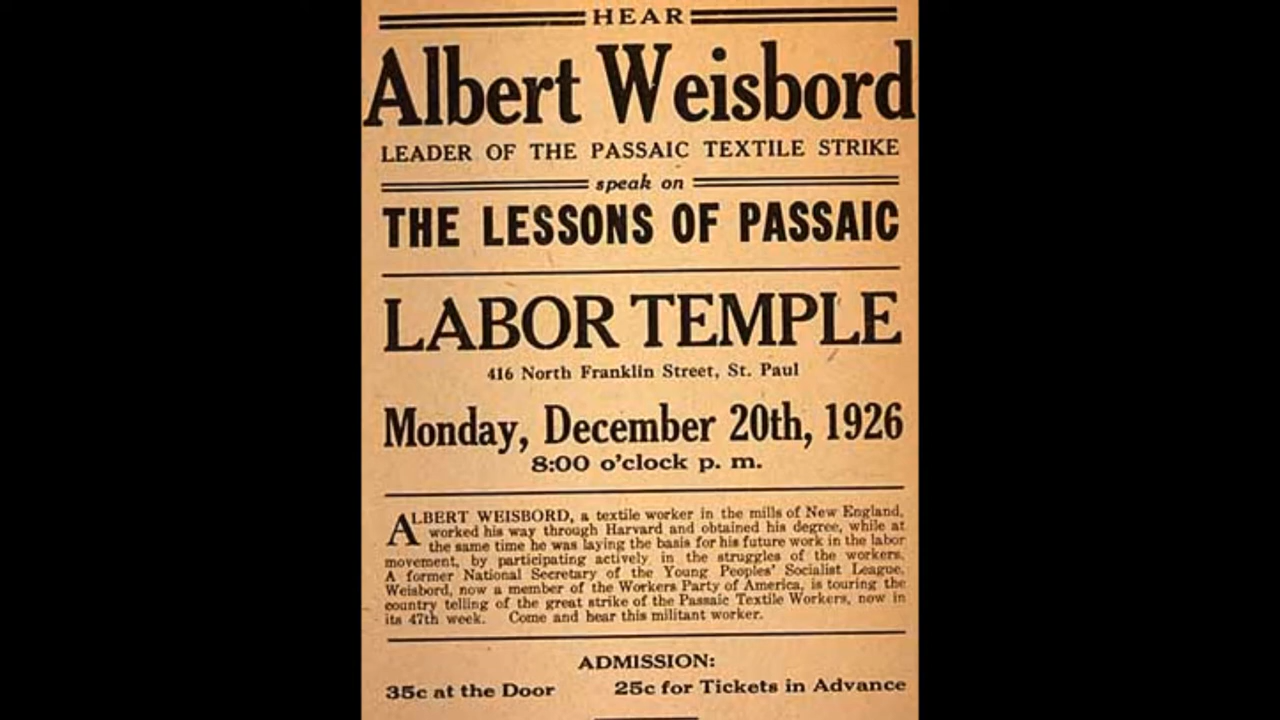 HEAR
Albert Weisbord
LEADER OF THE PASSAIC TEXTILE STRIKE
speak on
THE LESSONS OF PASSAIC
LABOR TEMPLE
416 North Franklin Street, St. Paul
Monday, December 20th, 1926
8:00 o'clock p. m.
ALBERT WEISBORD, a textile worker in the mills of New England,
worked his way through Harvard and obtained his degree, while at
the same time he was laying the basis for his future work in the labor
movement, by participating actively in the struggles of the workers.
A former National Secretary of the Young Peoples' Socialist League,
Weisbord, now a member of the Workers Party of America, is touring the
country telling of the great strike of the Passaic Textile Workers, now in
its 47th week. Come and hear this militant worker.
ADMISSION:
35c at the Door 25c for Tickets in Advance